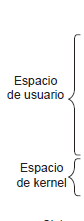 Espacio
de usuario
Espacio
de kernel